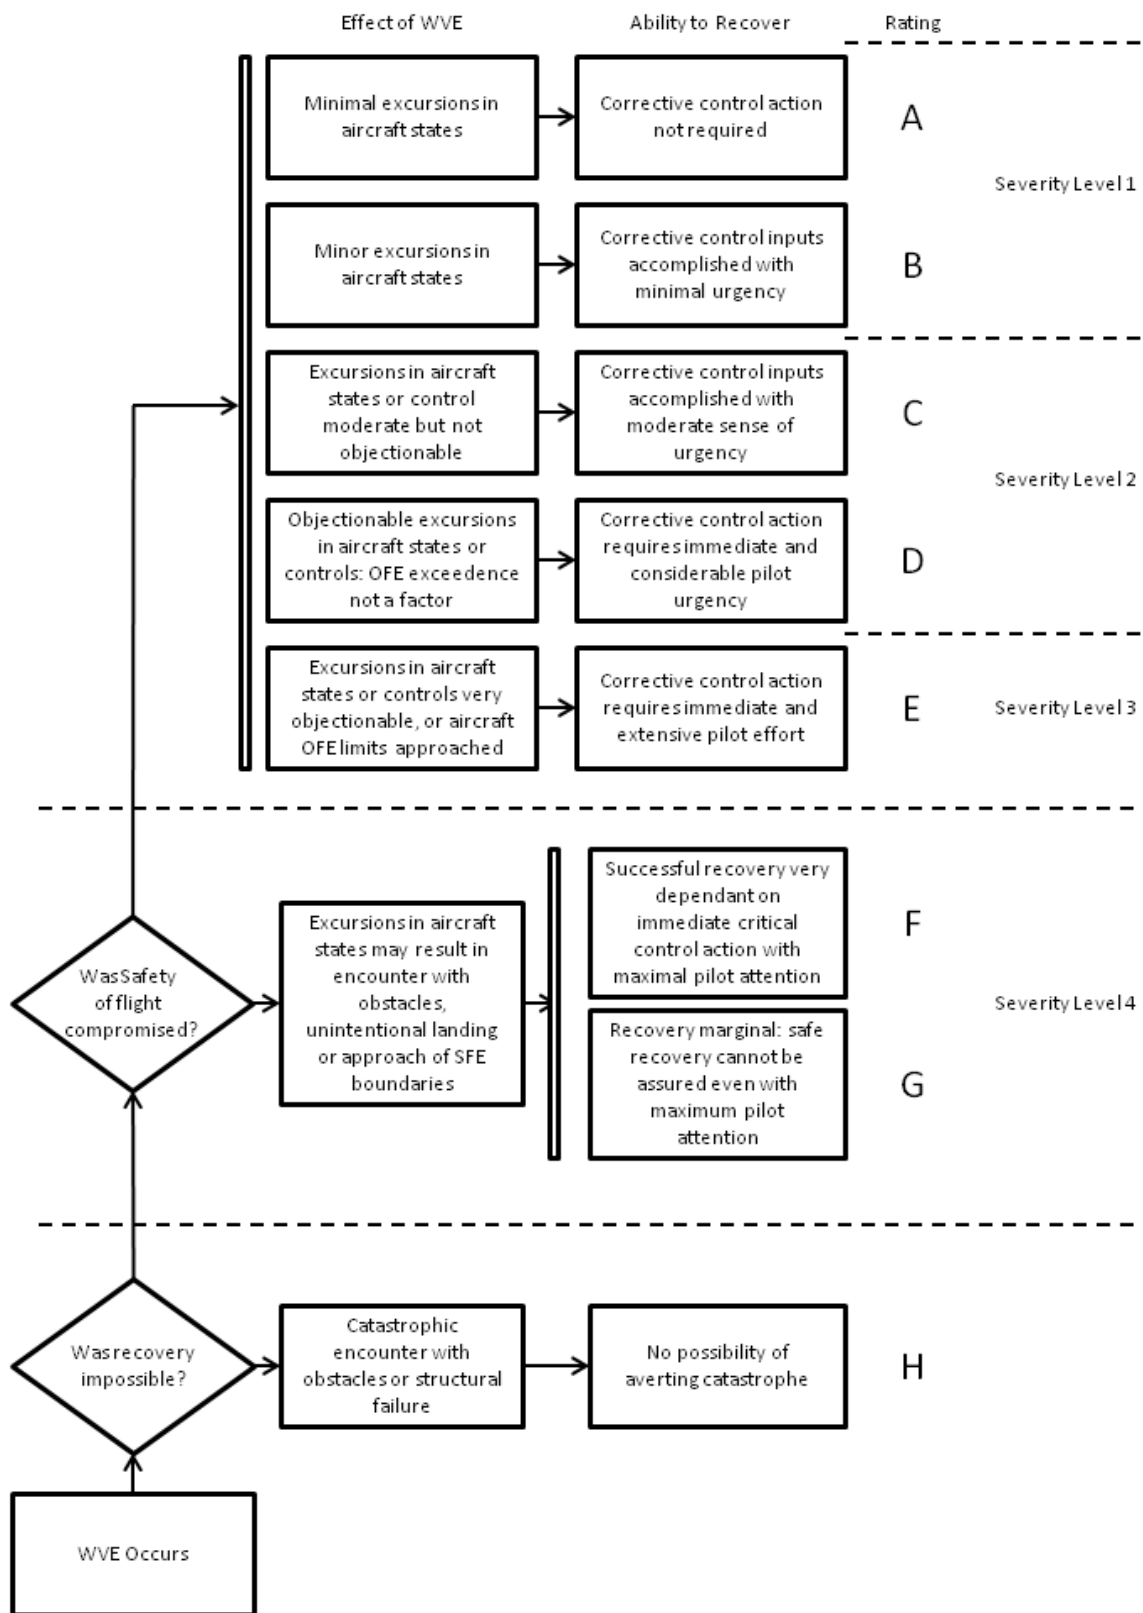 Effect of WVE
Ability to Recover
Rating
Minimal excursions in
aircraft states
Corrective control action
not required
A
Severity Level 1
Minor excursions in
aircraft states
Corrective control inputs
accomplished with
minimal urgency
B
Excursions in aircraft
states or control
moderate but not
objectionable
Corrective control inputs
accomplished with
moderate sense of
urgency
C
Severity Level 2
Objectionable excursions
in aircraft states or
controls: OFE exceedence
not a factor
Corrective control action
requires immediate and
considerable pilot
urgency
D
Excursions in aircraft
states or controls very
objectionable, or aircraft
OFE limits approached
Corrective control action
requires immediate and
extensive pilot effort
E
Severity Level 3
Was Safety
of flight
compromised?
Excursions in aircraft
states may result in
encounter with
obstacles,
unintentional landing
or approach of SFE
boundaries
Successful recovery very
dependant on
immediate critical
control action with
maximal pilot attention
F
Severity Level 4
Recovery marginal: safe
recovery cannot be
assured even with
maximum pilot
attention
G
Was recovery
impossible?
Catastrophic
encounter with
obstacles or structural
failure
No possibility of
averting catastrophe
H
WVE Occurs